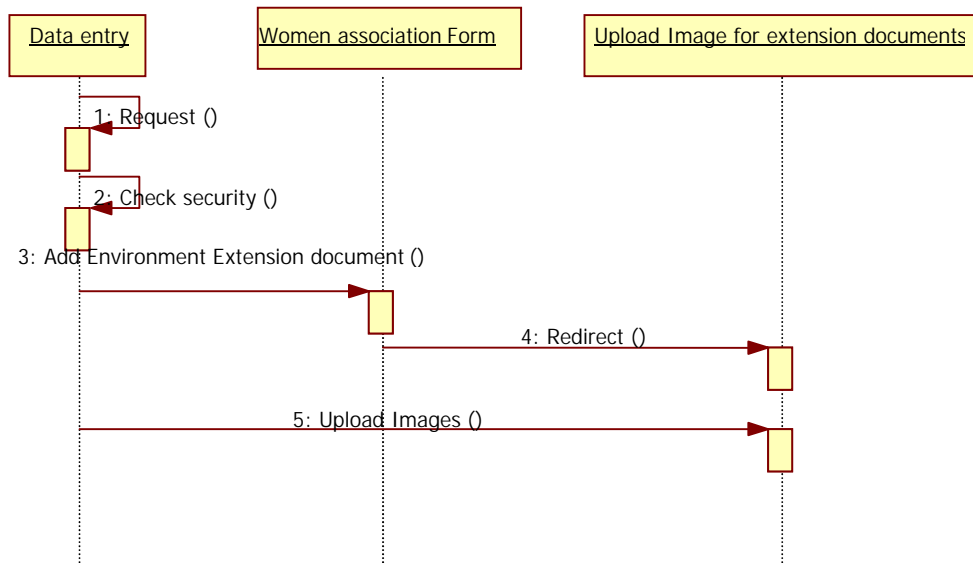 Data entry
Women association Form
Upload Image for extension documents
1: Request ()
2: Check security ()
3: Add Environment Extension document ()
4: Redirect ()
5: Upload Images ()